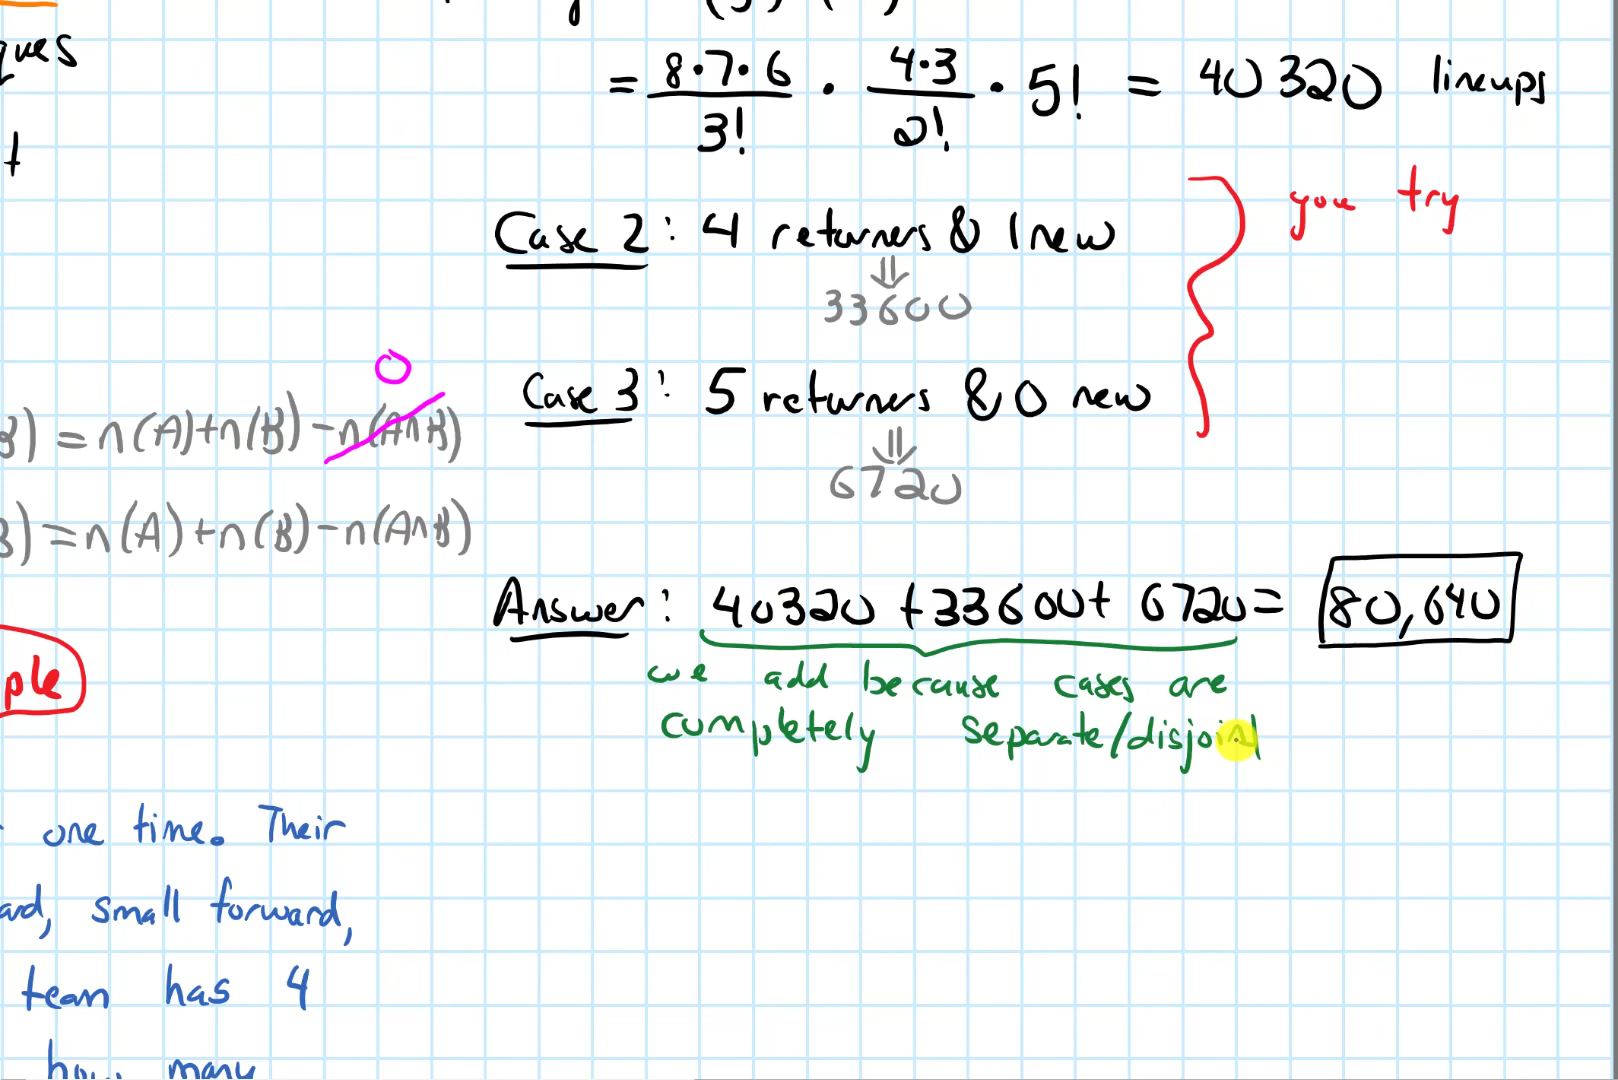 = 8·7·6/3! · 4·3/2! · 5! = 40320 lineups
you try
Case 2: 4 returners & 1 new
⇓
33600
Case 3: 5 returners & 0 new
⇓
6720
0
B) = n(A)+n(B)-n(A∩B)
B) = n(A)+n(B)-n(A∩B)
Answer: 40320 + 33600 + 6720 = 80,640
we add because cases are
completely separate/disjoint
ple
one time. Their
ard, small forward,
team has 4
how many
ques
t